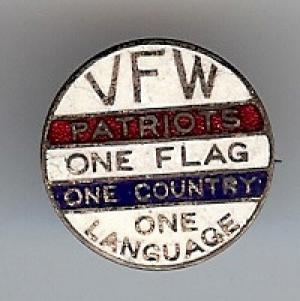 VFW
PATRIOTS
ONE FLAG
ONE COUNTRY
ONE
LANGUAGE